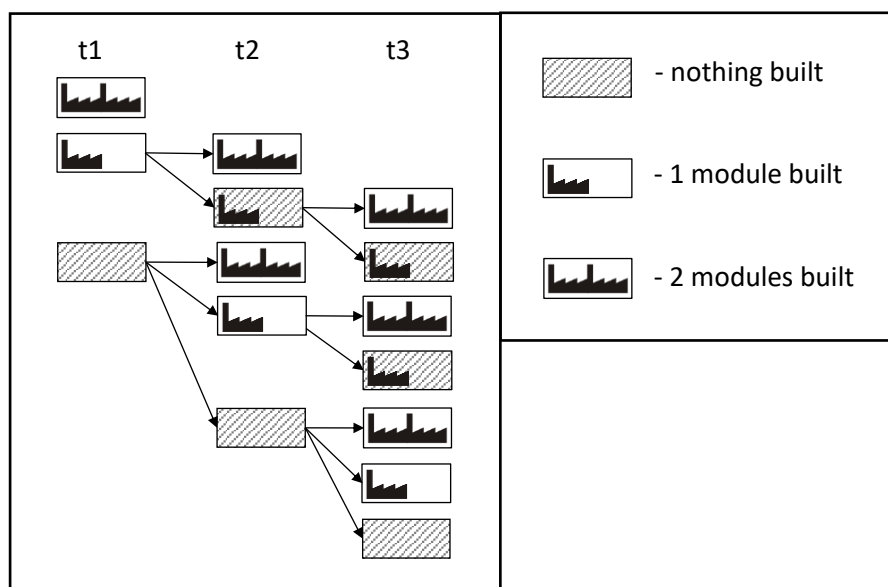 t1 t2 t3
- nothing built
- 1 module built
- 2 modules built